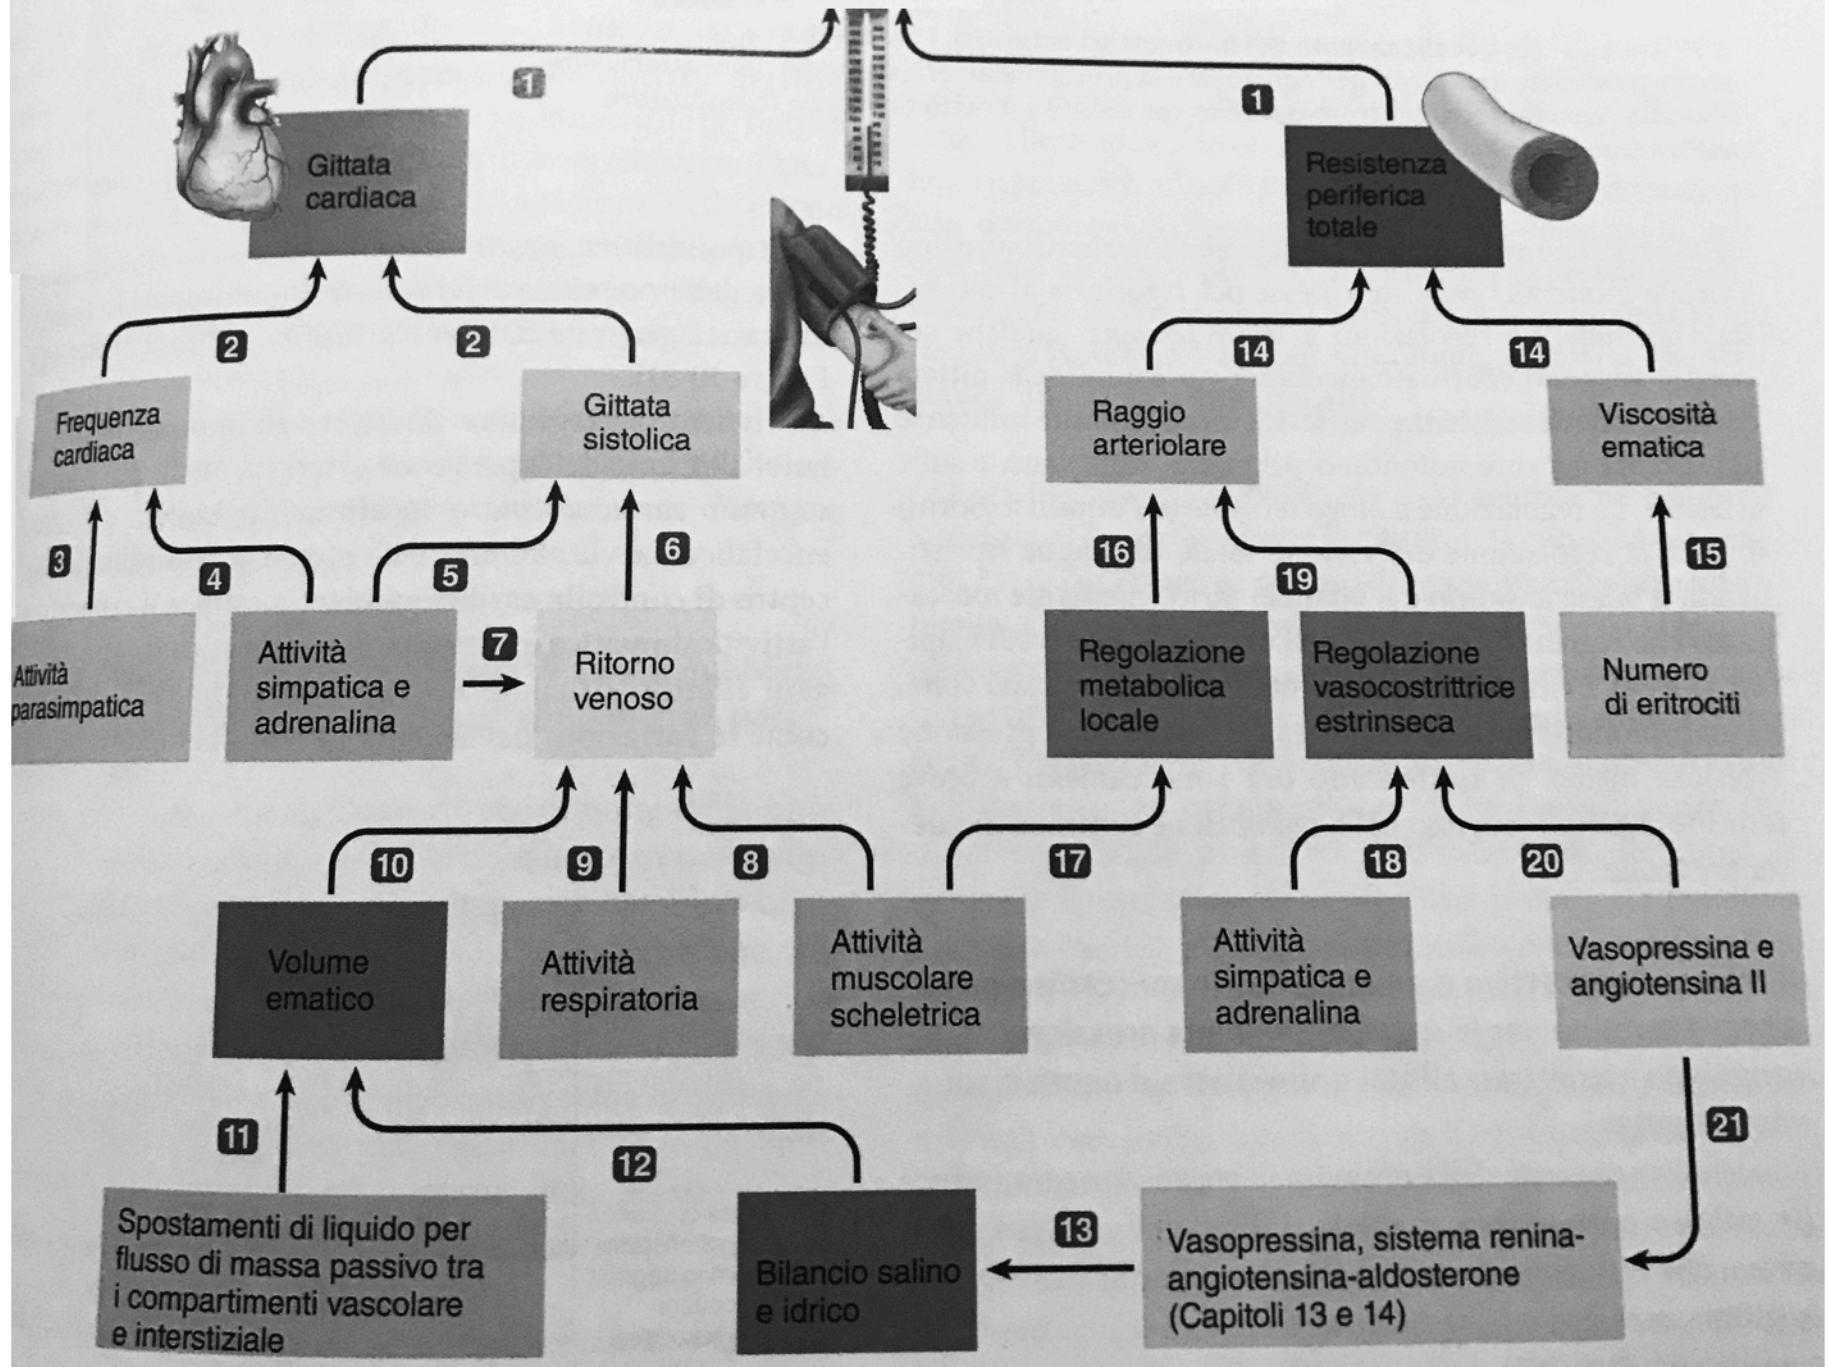 1
1
Gittata
cardiaca
Resistenza
periferica
totale
2
2
14
14
Frequenza
cardiaca
Gittata
sistolica
Raggio
arteriolare
Viscosità
ematica
3
4
5
6
16
19
15
Attività
parasimpatica
Attività
simpatica e
adrenalina
7
Ritorno
venoso
Regolazione
metabolica
locale
Regolazione
vasocostrittrice
estrinseca
Numero
di eritrociti
10
9
8
17
18
20
Volume
ematico
Attività
respiratoria
Attività
muscolare
scheletrica
Attività
simpatica e
adrenalina
Vasopressina e
angiotensina II
11
12
21
Spostamenti di liquido per
flusso di massa passivo tra
i compartimenti vascolare
e interstiziale
Bilancio salino
e idrico
13
Vasopressina, sistema renina-
angiotensina-aldosterone
(Capitoli 13 e 14)